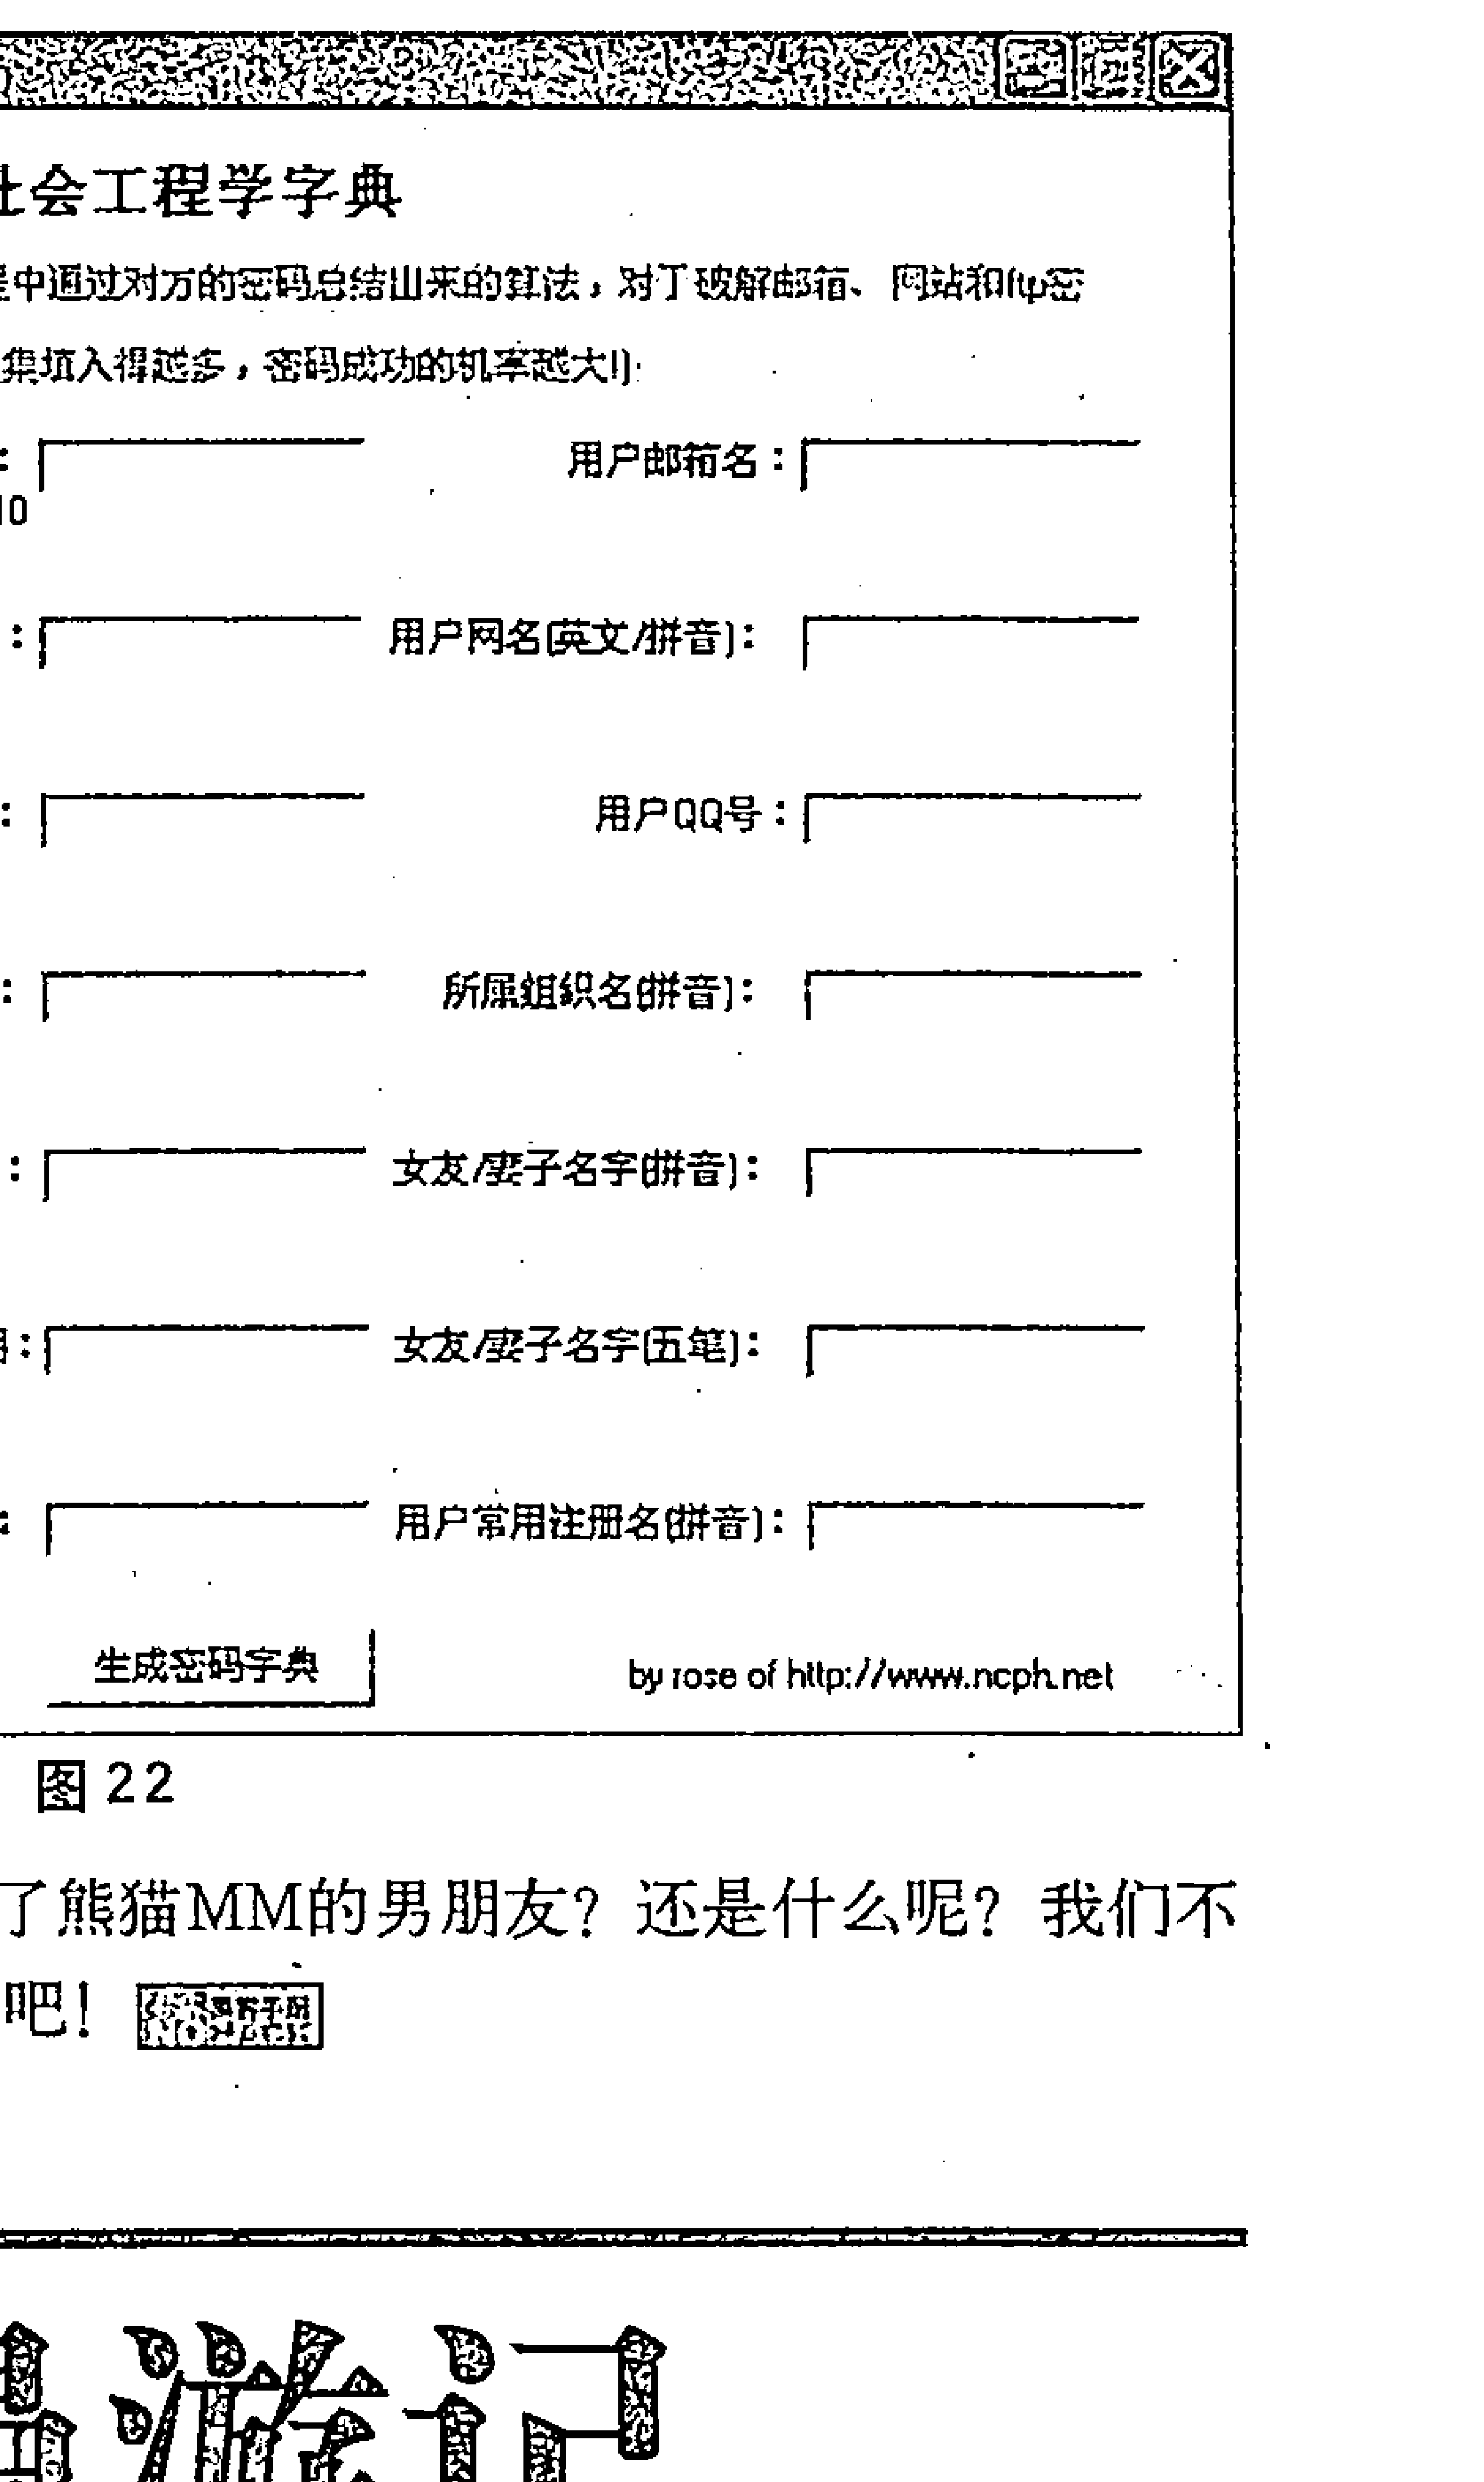 社会工程学字典
程中通过对方的密码总结出来的算法，对于破解邮箱、网站和ftp密
集填入得越多，密码成功的机率越大!)
: 用户邮箱名：
10
: 用户网名(英文/拼音)：
: 用户QQ号：
: 所属组织名(拼音)：
: 女友/妻子名字(拼音)：
: 女友/妻子名字(五笔)：
: 用户常用注册名(拼音)：
生成密码字典 by rose of http://www.ncph.net
图 22
了熊猫MM的男朋友？还是什么呢？我们不
吧！
游记